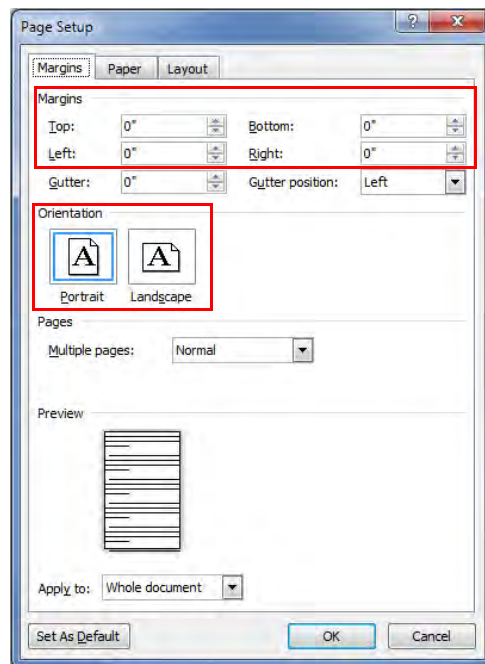 Page Setup
Margins Paper Layout
Margins
Top: 0" Bottom: 0"
Left: 0" Right: 0"
Gutter: 0" Gutter position: Left
Orientation
A A
Portrait Landscape
Pages
Multiple pages: Normal
Preview
Apply to: Whole document
Set As Default OK Cancel